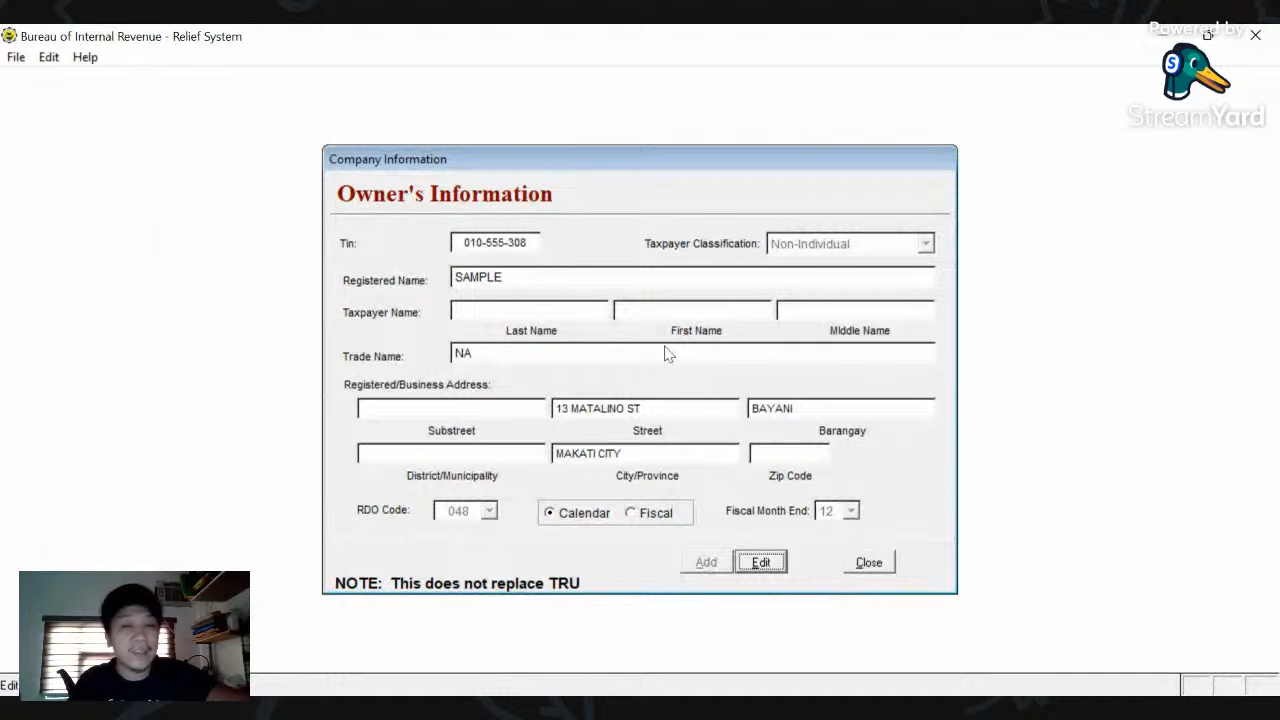 Powered by
StreamYard
Bureau of Internal Revenue - Relief System
File Edit Help
Company Information
Owner's Information
Tin: 010-555-308 Taxpayer Classification: Non-Individual
Registered Name: SAMPLE
Taxpayer Name:
Last Name First Name Middle Name
Trade Name: NA
Registered/Business Address:
13 MATALINO ST BAYANI
Substreet Street Barangay
MAKATI CITY
District/Municipality City/Province Zip Code
RDO Code: 048 Calendar Fiscal Fiscal Month End: 12
Add Edit Close
NOTE: This does not replace TRU
Edit